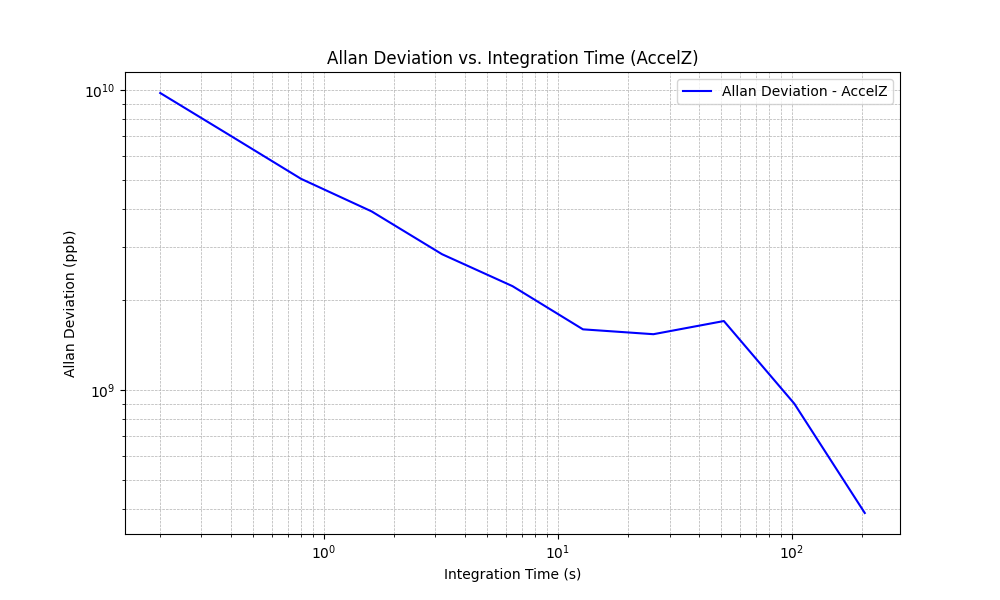 Allan Deviation vs. Integration Time (AccelZ)
Allan Deviation - AccelZ
Allan Deviation (ppb)
10¹⁰
10⁹
10⁰
10¹
10²
Integration Time (s)